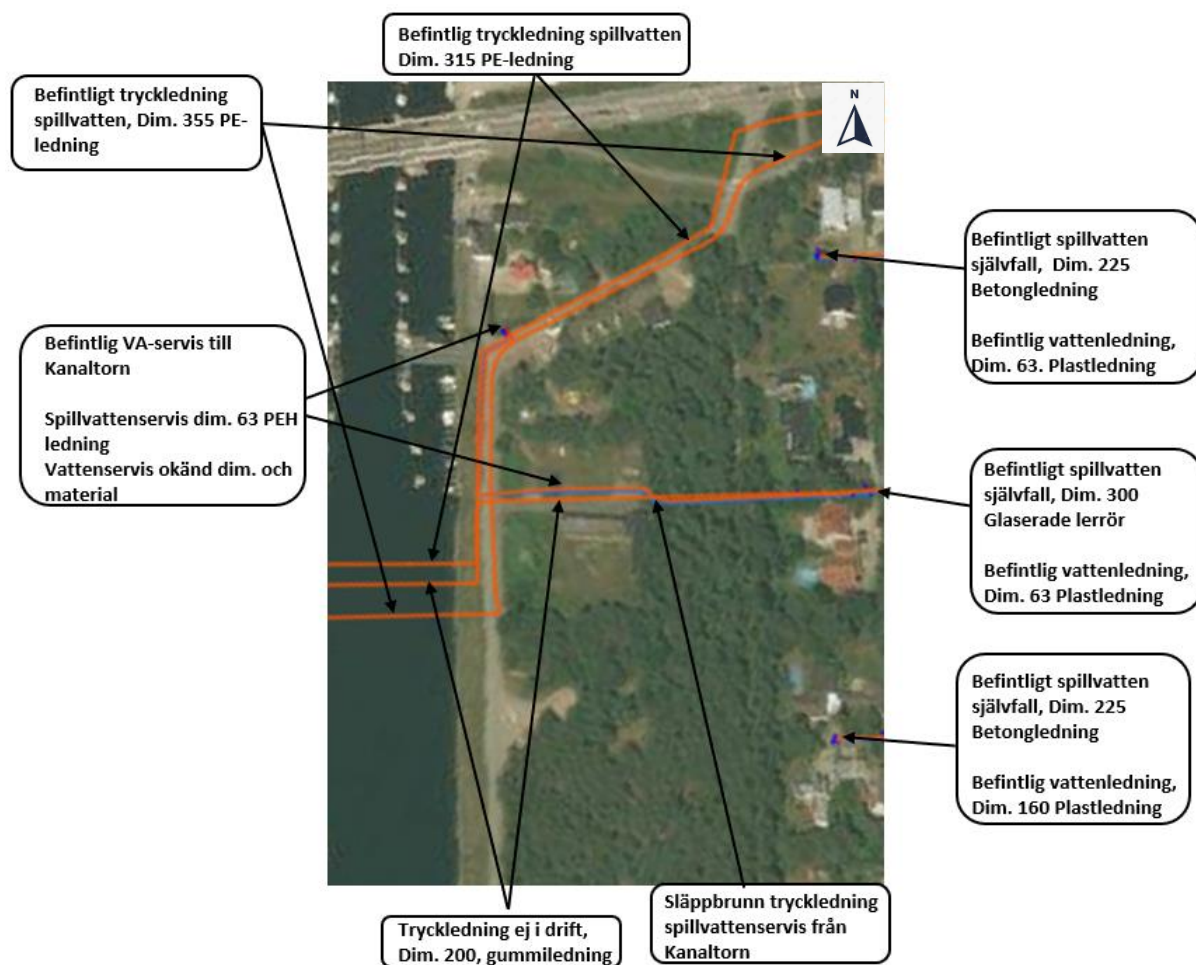 Befintlig tryckledning spillvatten
Dim. 315 PE-ledning
Befintligt tryckledning
spillvatten, Dim. 355 PE-
ledning
N
Befintligt spillvatten
självfall, Dim. 225
Betongledning
Befintlig vattenledning,
Dim. 63. Plastledning
Befintlig VA-servis till
Kanaltorn
Spillvattenservis dim. 63 PEH
ledning
Vattenservis okänd dim. och
material
Befintligt spillvatten
självfall, Dim. 300
Glaserade lerrör
Befintlig vattenledning,
Dim. 63 Plastledning
Befintligt spillvatten
självfall, Dim. 225
Betongledning
Befintlig vattenledning,
Dim. 160 Plastledning
Tryckledning ej i drift,
Dim. 200, gummiledning
Släppbrunn tryckledning
spillvattenservis från
Kanaltorn